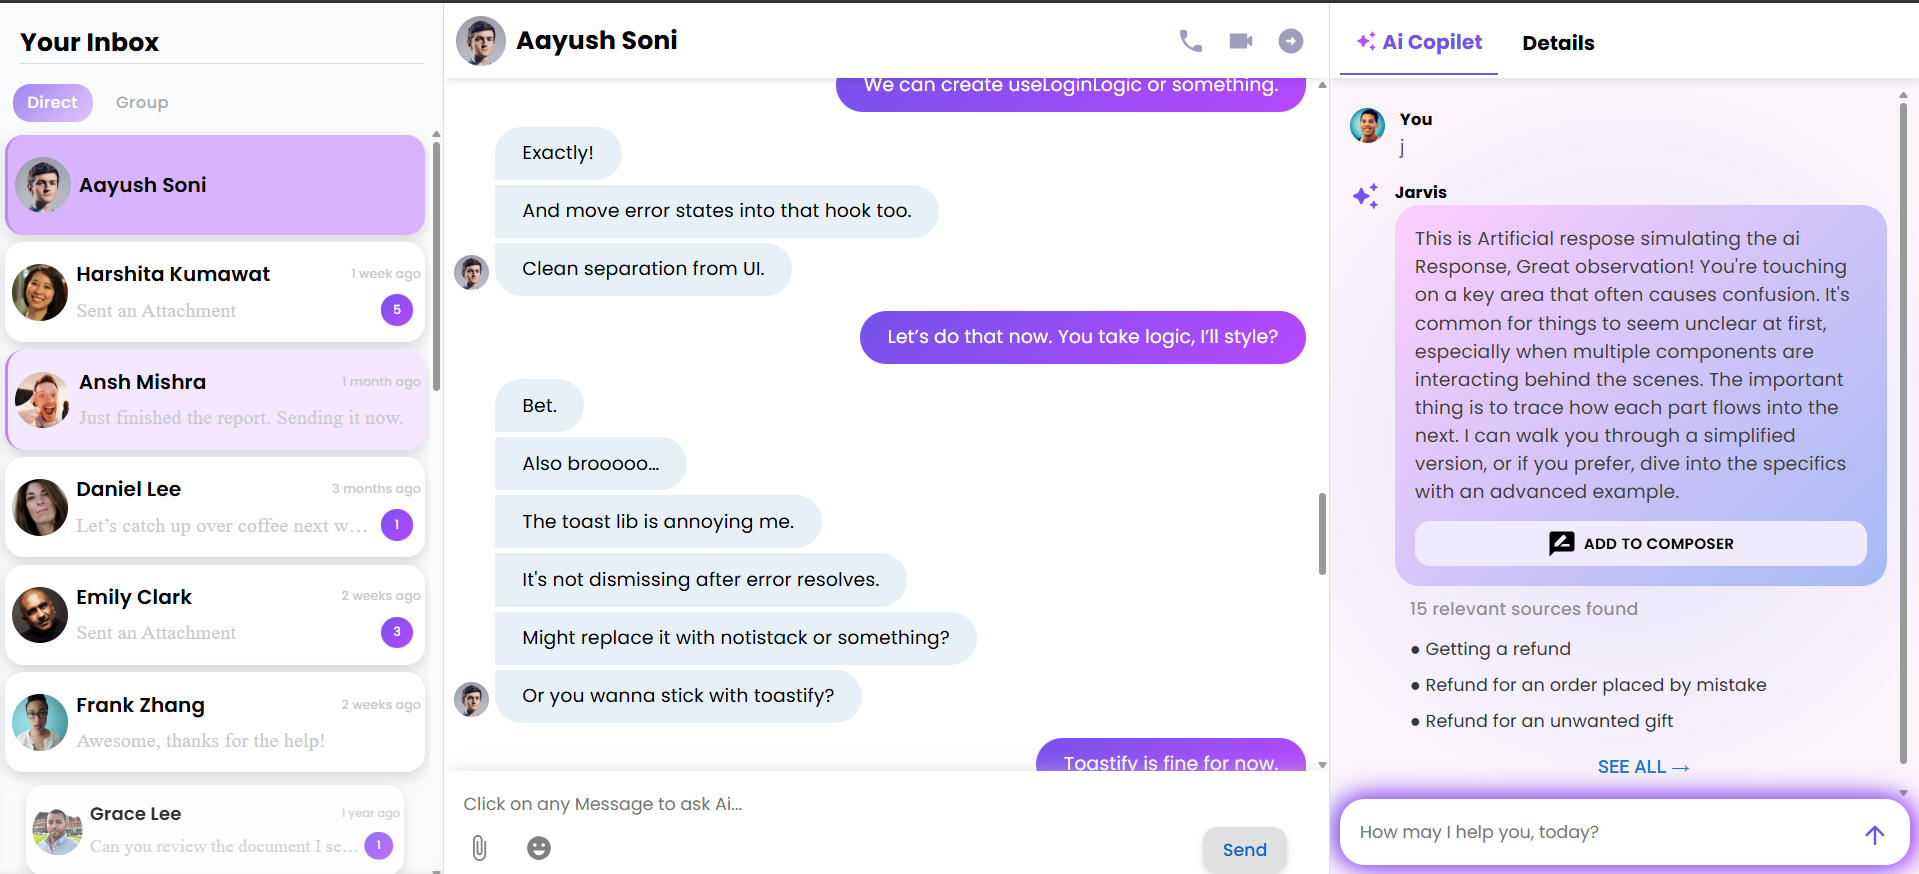 Your Inbox
Direct
Group
Aayush Soni
Harshita Kumawat
1 week ago
Sent an Attachment
5
Ansh Mishra
1 month ago
Just finished the report. Sending it now.
Daniel Lee
3 months ago
Let’s catch up over coffee next w...
1
Emily Clark
2 weeks ago
Sent an Attachment
3
Frank Zhang
2 weeks ago
Awesome, thanks for the help!
Grace Lee
1 year ago
Can you review the document I se...
1
Aayush Soni
We can create useLoginLogic or something.
Exactly!
And move error states into that hook too.
Clean separation from UI.
Let’s do that now. You take logic, I’ll style?
Bet.
Also brooooo...
The toast lib is annoying me.
It's not dismissing after error resolves.
Might replace it with notistack or something?
Or you wanna stick with toastify?
Toastify is fine for now.
Click on any Message to ask Ai...
Send
Ai Copilot
Details
You
j
Jarvis
This is Artificial respose simulating the ai
Response, Great observation! You're touching
on a key area that often causes confusion. It's
common for things to seem unclear at first,
especially when multiple components are
interacting behind the scenes. The important
thing is to trace how each part flows into the
next. I can walk you through a simplified
version, or if you prefer, dive into the specifics
with an advanced example.
ADD TO COMPOSER
15 relevant sources found
● Getting a refund
● Refund for an order placed by mistake
● Refund for an unwanted gift
SEE ALL →
How may I help you, today?